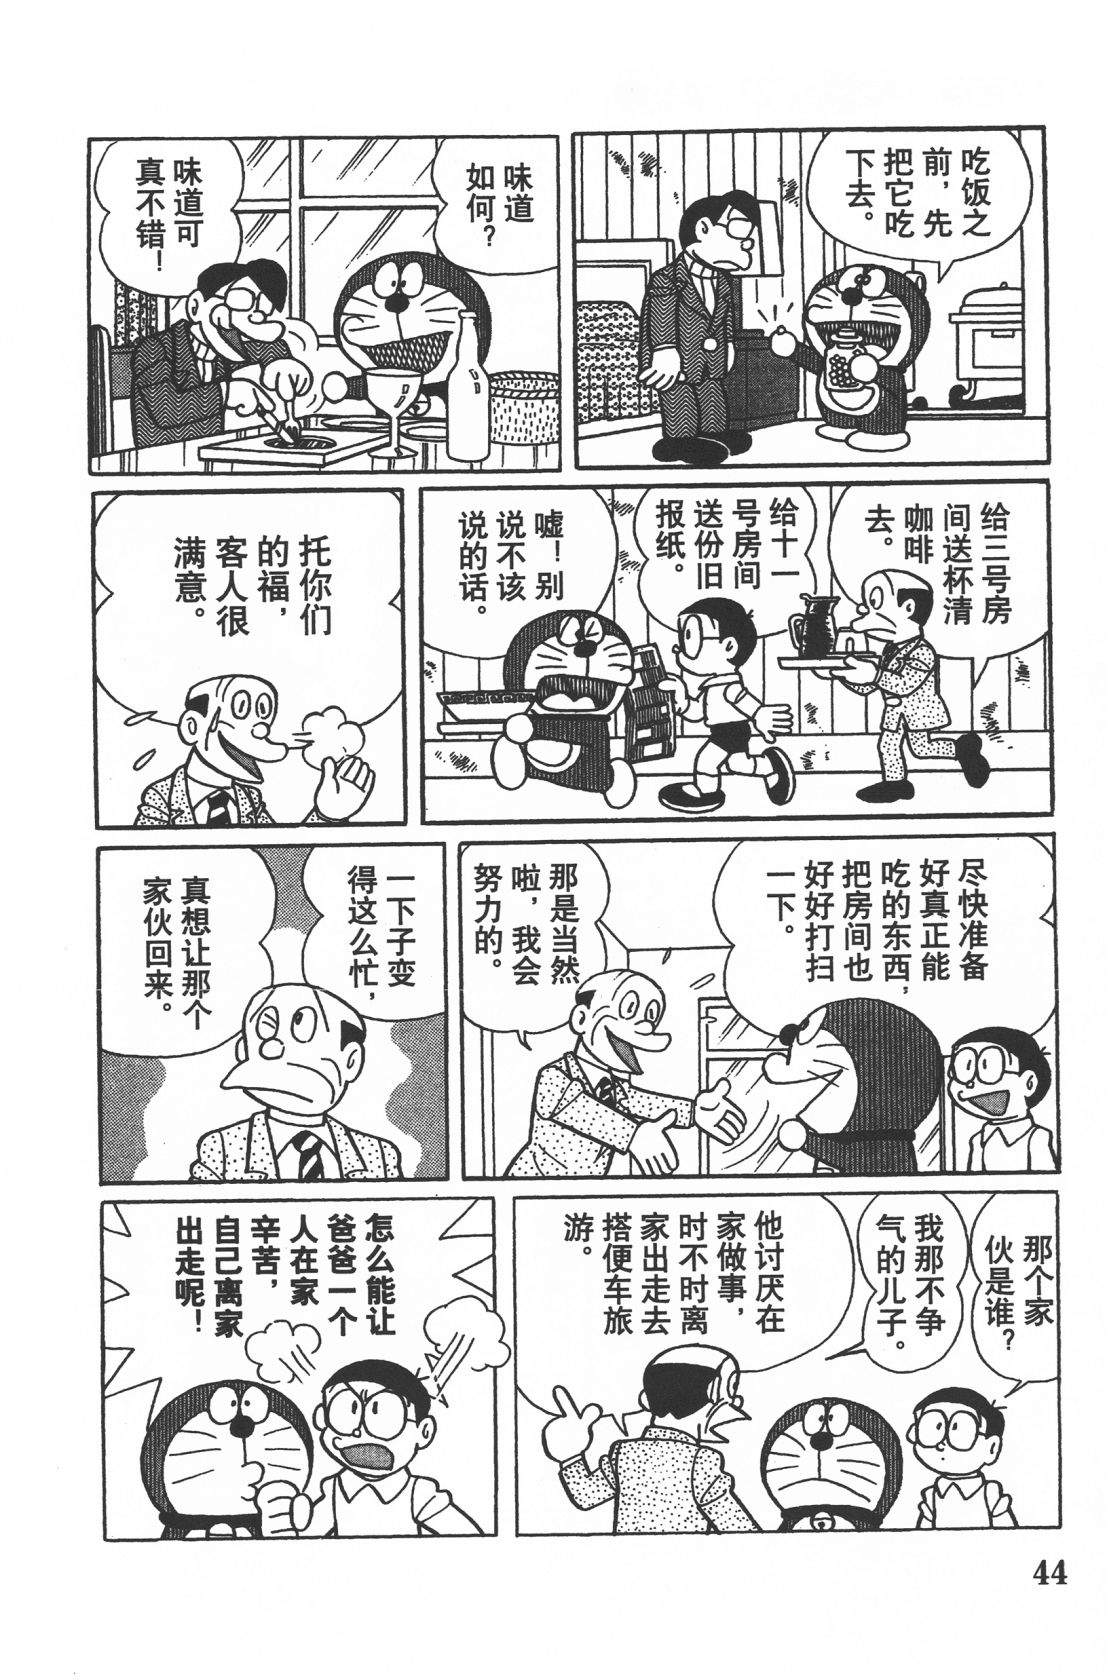 吃饭之
前，先
把它吃
下去。
味道
如何？
味道可
真不错！
给三号房
间送杯清
咖啡
去。
给十一
号房间
送份旧
报纸。
嘘！别
说不该
说的话。
托你们
的福，
客人很
满意。
尽快准备
好真正能
吃的东西，
把房间也
好好打扫
一下。
那是当然
啦，我会
努力的。
一下子变
得这么忙，
真想让那个
家伙回来。
那个家
伙是谁？
我那不争
气的儿子。
他讨厌在
家做事，
时不时离
家出走去
搭便车旅
游。
怎么能让
爸爸一个
人在家
辛苦，
自己离家
出走呢！
44